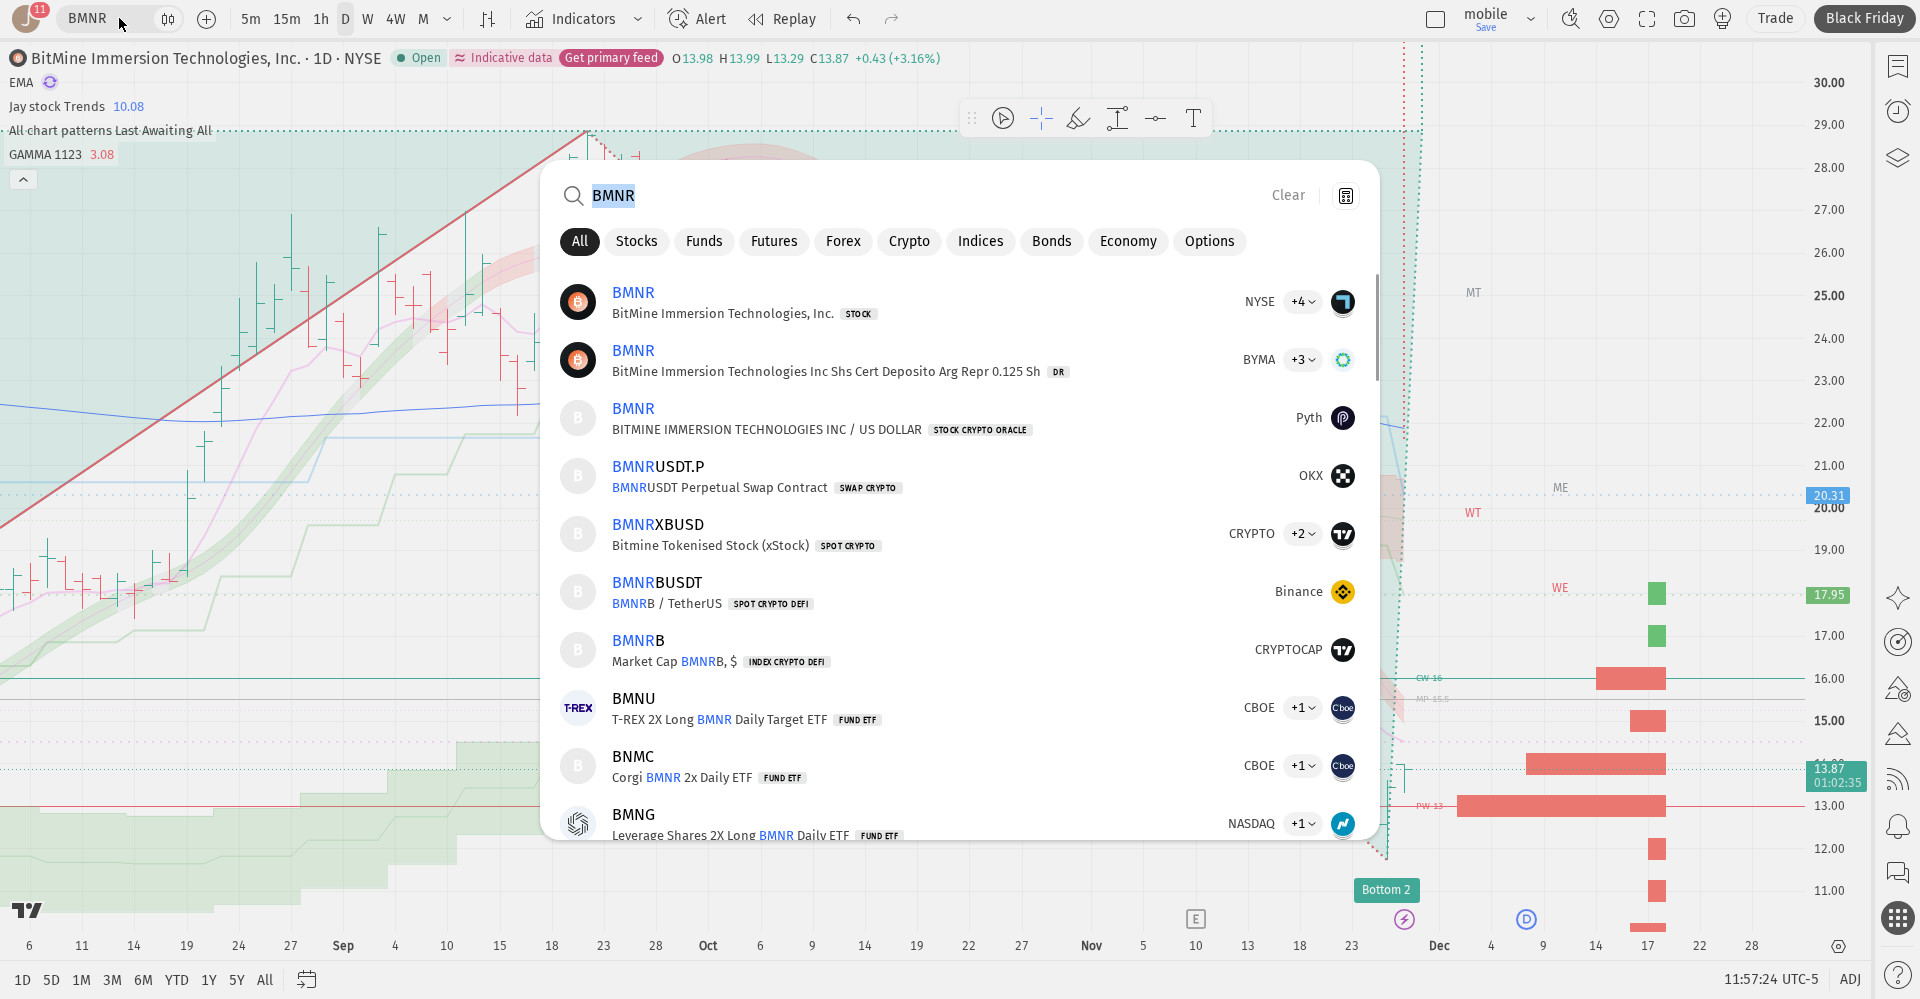 J 11 BMNR 5m 15m 1h D W 4W M Indicators Alert Replay mobile Save Trade Black Friday
BitMine Immersion Technologies, Inc. · 1D · NYSE Open Indicative data Get primary feed O13.98 H13.99 L13.29 C13.87 +0.43 (+3.16%)
EMA
Jay stock Trends 10.08
All chart patterns Last Awaiting All
GAMMA 1123 3.08
T
BMNR Clear
All Stocks Funds Futures Forex Crypto Indices Bonds Economy Options
BMNR
BitMine Immersion Technologies, Inc. STOCK
NYSE +4
BMNR
BitMine Immersion Technologies Inc Shs Cert Deposito Arg Repr 0.125 Sh DR
BYMA +3
B
BMNR
BITMINE IMMERSION TECHNOLOGIES INC / US DOLLAR STOCK CRYPTO ORACLE
Pyth
B
BMNRUSDT.P
BMNRUSDT Perpetual Swap Contract SWAP CRYPTO
OKX
B
BMNRXBUSD
Bitmine Tokenised Stock (xStock) SPOT CRYPTO
CRYPTO +2
B
BMNRBUSDT
BMNRB / TetherUS SPOT CRYPTO DEFI
Binance
B
BMNRB
Market Cap BMNRB, $ INDEX CRYPTO DEFI
CRYPTOCAP
T-REX
BMNU
T-REX 2X Long BMNR Daily Target ETF FUND ETF
CBOE +1 Cboe
B
BNMC
Corgi BMNR 2x Daily ETF FUND ETF
CBOE +1 Cboe
BMNG
Leverage Shares 2X Long BMNR Daily ETF FUND ETF
NASDAQ +1
MT
ME
WT
WE
CW 16
MP 15.5
PW 13
Bottom 2
E D
30.00
29.00
28.00
27.00
26.00
25.00
24.00
23.00
22.00
21.00
20.31
20.00
19.00
17.95
17.00
16.00
15.00
13.87
01:02:35
13.00
12.00
11.00
6 11 14 19 24 27 Sep 4 10 15 18 23 28 Oct 6 9 14 19 22 27 Nov 5 10 13 18 23 Dec 4 9 14 17 22 28
1D 5D 1M 3M 6M YTD 1Y 5Y All 11:57:24 UTC-5 ADJ